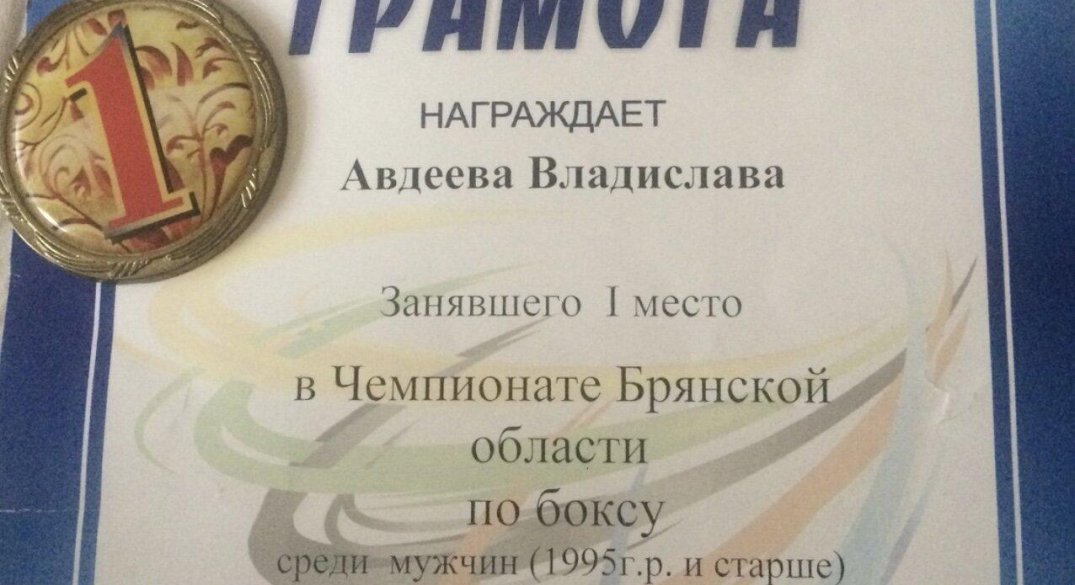 ГРАМОТА
1
НАГРАЖДАЕТ
Авдеева Владислава
Занявшего I место
в Чемпионате Брянской
области
по боксу
среди мужчин (1995г.р. и старше)